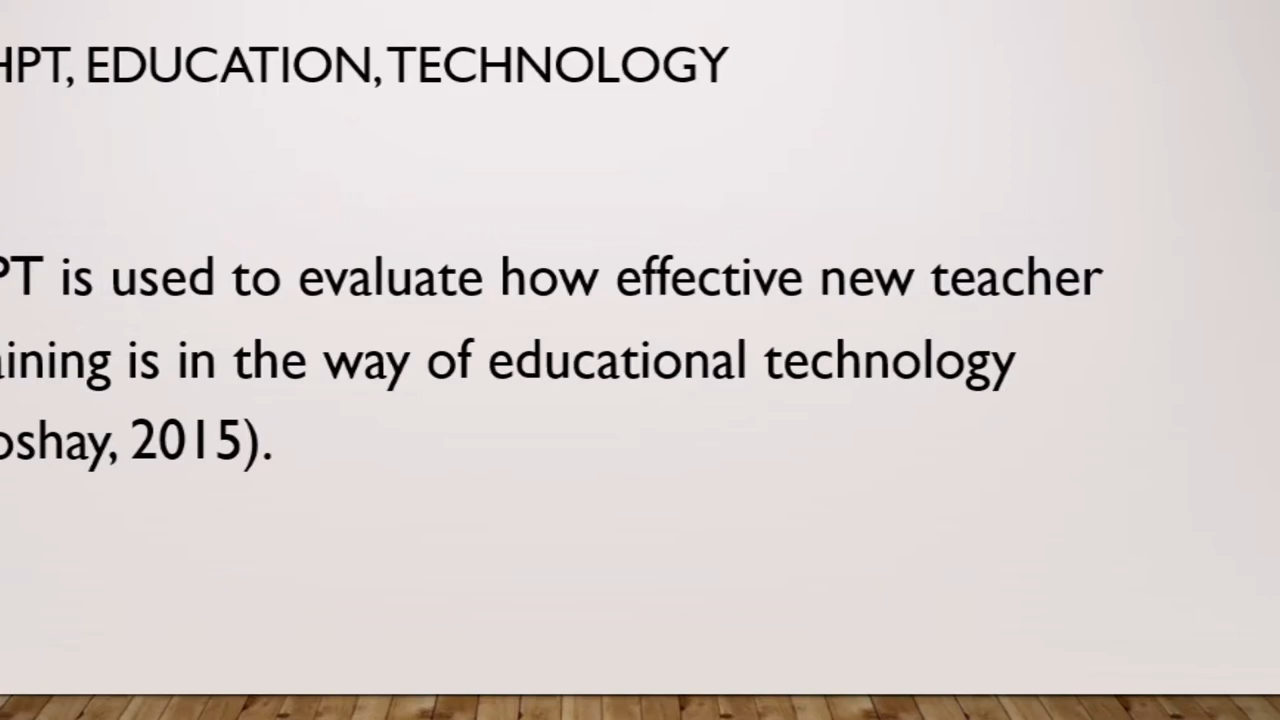 HPT, EDUCATION, TECHNOLOGY
PT is used to evaluate how effective new teacher
aining is in the way of educational technology
oshay, 2015).